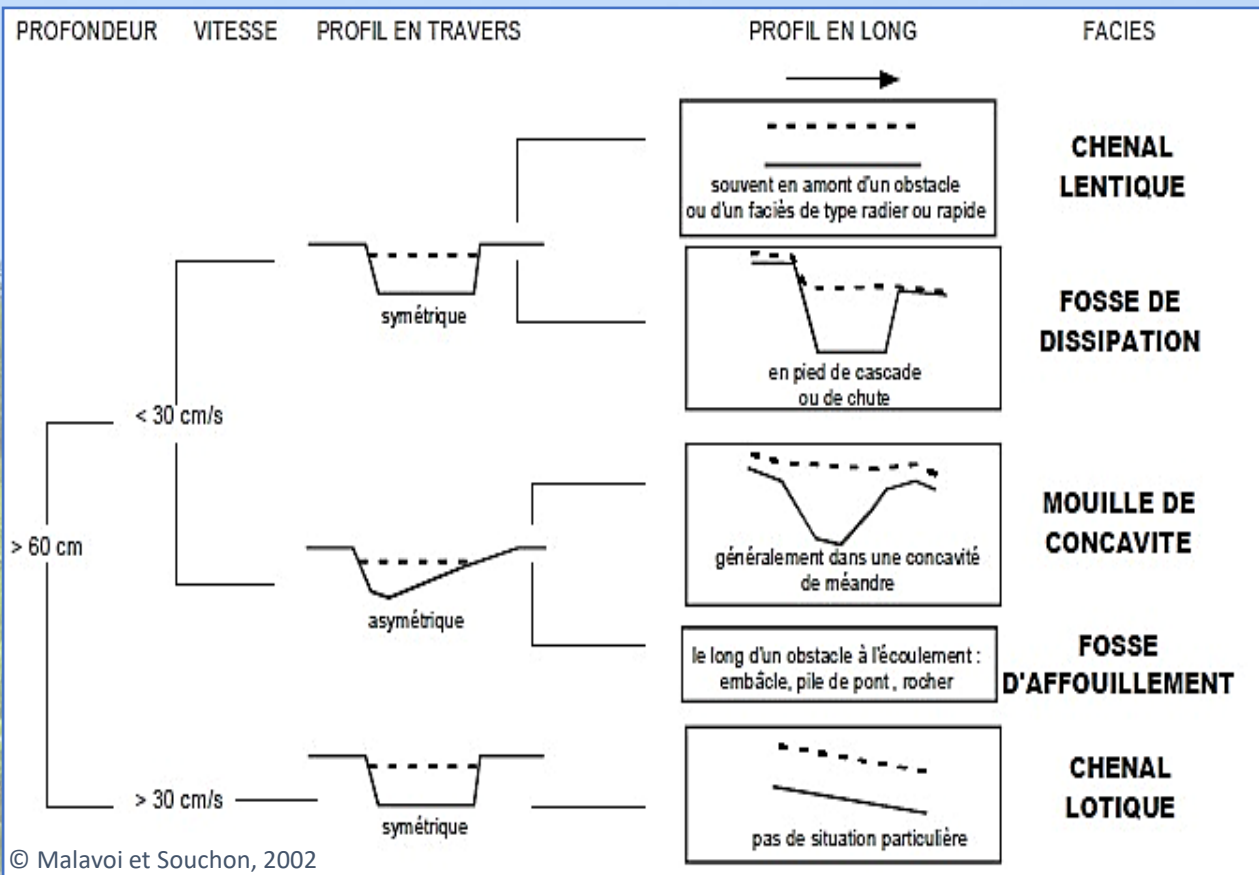 PROFONDEUR VITESSE PROFIL EN TRAVERS PROFIL EN LONG FACIES
souvent en amont d'un obstacle
ou d'un faciès de type radier ou rapide
CHENAL
LENTIQUE
symétrique
en pied de cascade
ou de chute
FOSSE DE
DISSIPATION
< 30 cm/s
> 60 cm
asymétrique
généralement dans une concavité
de méandre
MOUILLE DE
CONCAVITE
le long d'un obstacle à l'écoulement :
embâcle, pile de pont, rocher
FOSSE
D'AFFOUILLEMENT
> 30 cm/s
symétrique
pas de situation particulière
CHENAL
LOTIQUE
© Malavoi et Souchon, 2002